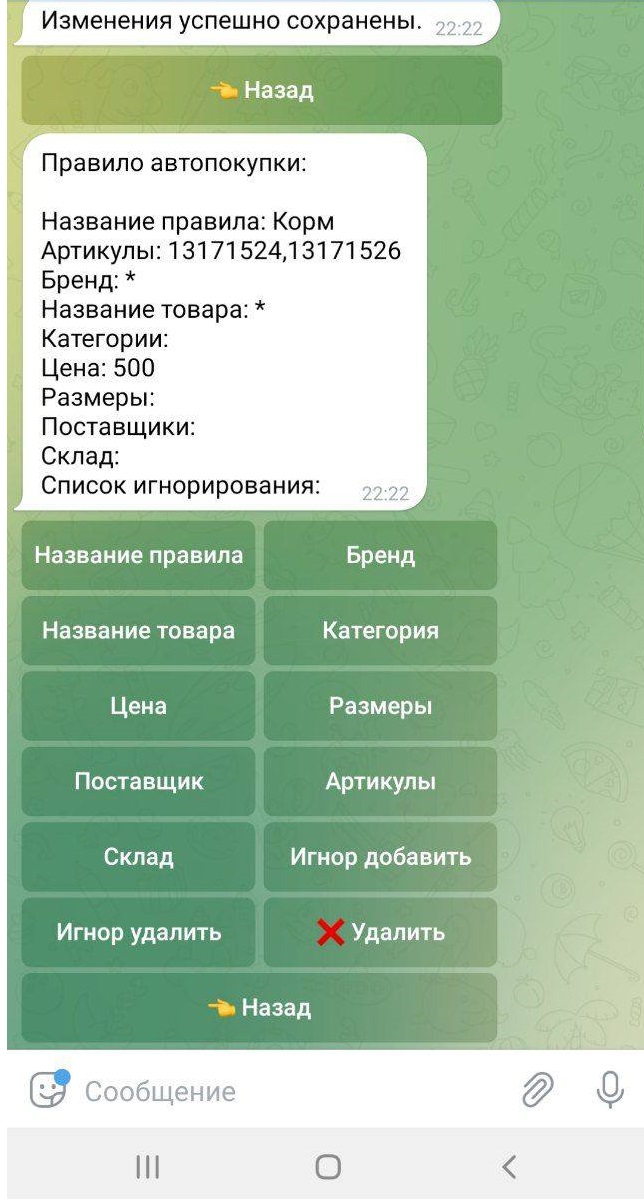 Изменения успешно сохранены. 22:22
👈 Назад
Правило автопокупки:
Название правила: Корм
Артикулы: 13171524,13171526
Бренд: *
Название товара: *
Категории:
Цена: 500
Размеры:
Поставщики:
Склад:
Список игнорирования: 22:22
Название правила Бренд
Название товара Категория
Цена Размеры
Поставщик Артикулы
Склад Игнор добавить
Игнор удалить ❌ Удалить
👈 Назад
Сообщение